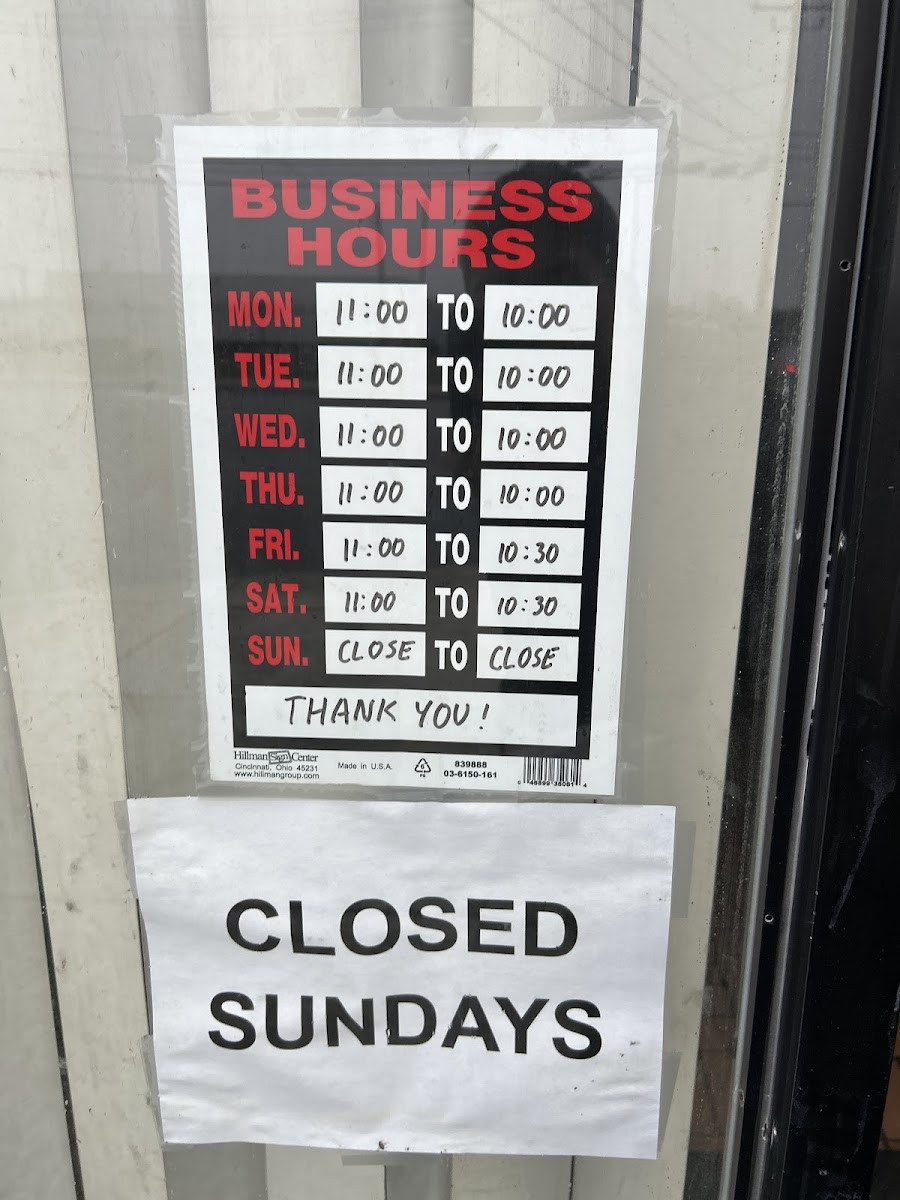 BUSINESS
HOURS
MON. 11:00 TO 10:00
TUE. 11:00 TO 10:00
WED. 11:00 TO 10:00
THU. 11:00 TO 10:00
FRI. 11:00 TO 10:30
SAT. 11:00 TO 10:30
SUN. CLOSE TO CLOSE
THANK YOU!
Hillman Sign Center
Cincinnati, Ohio 45231
www.hillmangroup.com
Made in U.S.A.
6
PS
839888
03-6150-161
CLOSED
SUNDAYS